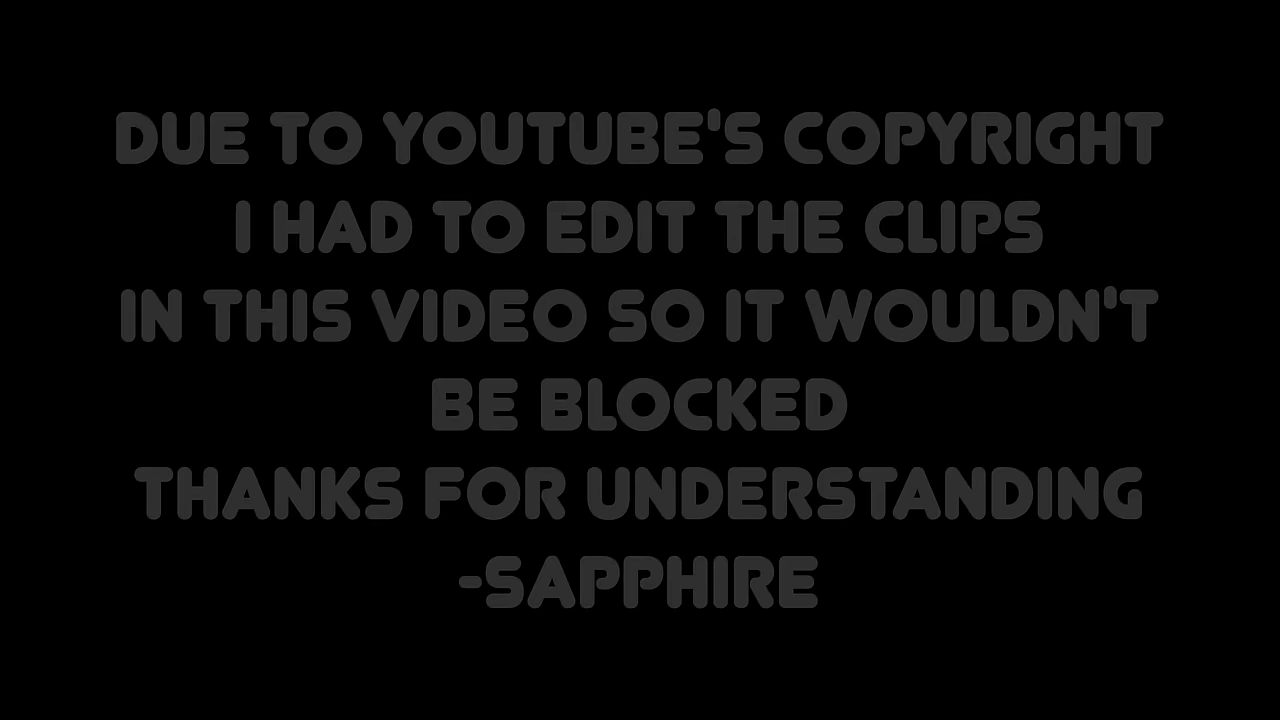 DUE TO YOUTUBE'S COPYRIGHT
I HAD TO EDIT THE CLIPS
IN THIS VIDEO SO IT WOULDN'T
BE BLOCKED
THANKS FOR UNDERSTANDING
-SAPPHIRE